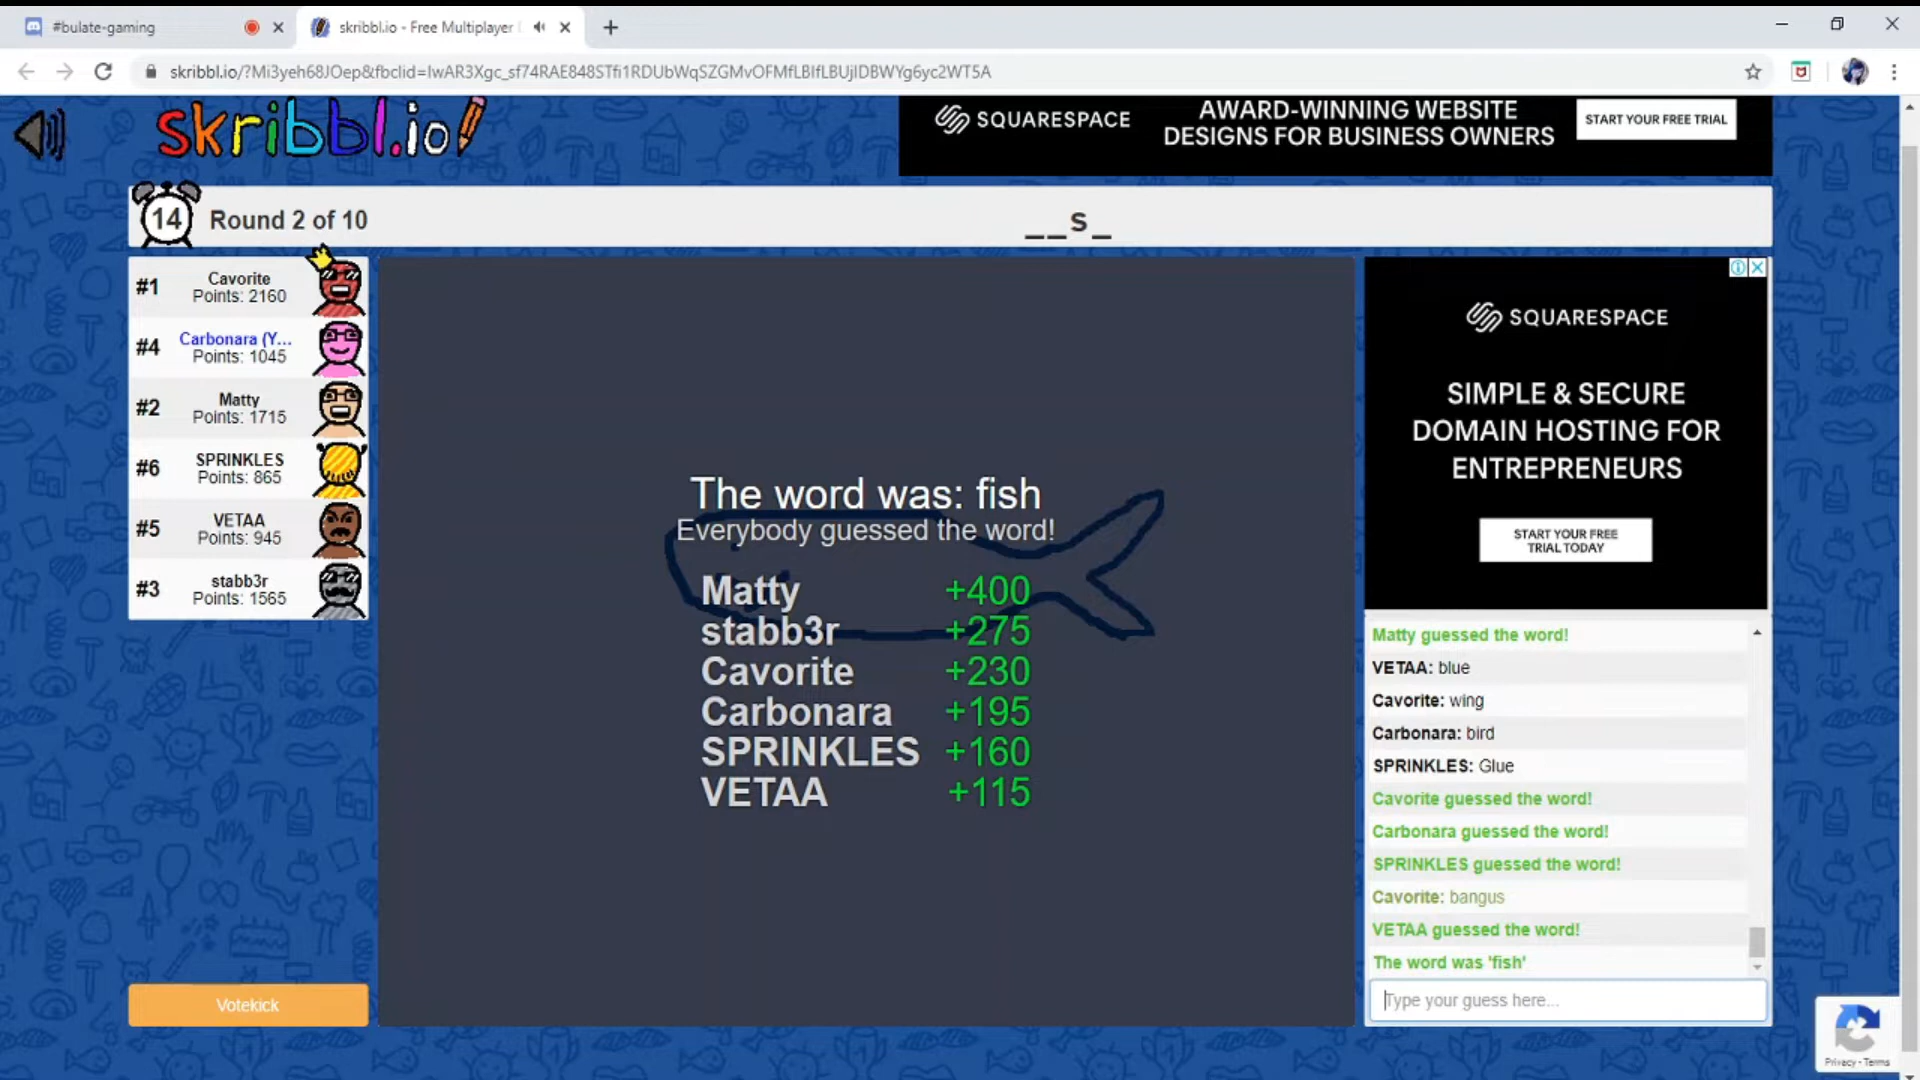 #bulate-gaming
skribbl.io - Free Multiplayer
skribbl.io/?Mi3yeh68JOep&fbclid=IwAR3Xgc_sf74RAE848STfi1RDUbWqSZGMvOFMfLBIfLBUjIDBWYg6yc2WT5A
skribbl.io
SQUARESPACE
AWARD-WINNING WEBSITE
DESIGNS FOR BUSINESS OWNERS
START YOUR FREE TRIAL
14
Round 2 of 10
__s_
#1
Cavorite
Points: 2160
#4
Carbonara (Y...
Points: 1045
#2
Matty
Points: 1715
#6
SPRINKLES
Points: 865
#5
VETAA
Points: 945
#3
stabb3r
Points: 1565
Votekick
The word was: fish
Everybody guessed the word!
Matty +400
stabb3r +275
Cavorite +230
Carbonara +195
SPRINKLES +160
VETAA +115
SQUARESPACE
SIMPLE & SECURE
DOMAIN HOSTING FOR
ENTREPRENEURS
START YOUR FREE
TRIAL TODAY
Matty guessed the word!
VETAA: blue
Cavorite: wing
Carbonara: bird
SPRINKLES: Glue
Cavorite guessed the word!
Carbonara guessed the word!
SPRINKLES guessed the word!
Cavorite: bangus
VETAA guessed the word!
The word was 'fish'
Type your guess here...
Privacy - Terms